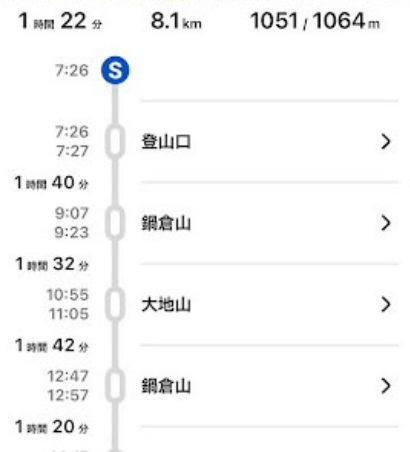 1時間 22分 8.1km 1051 / 1064m
7:26 S
7:26
7:27
登山口
1時間 40分
9:07
9:23
鍋倉山
1時間 32分
10:55
11:05
大地山
1時間 42分
12:47
12:57
鍋倉山
1時間 20分